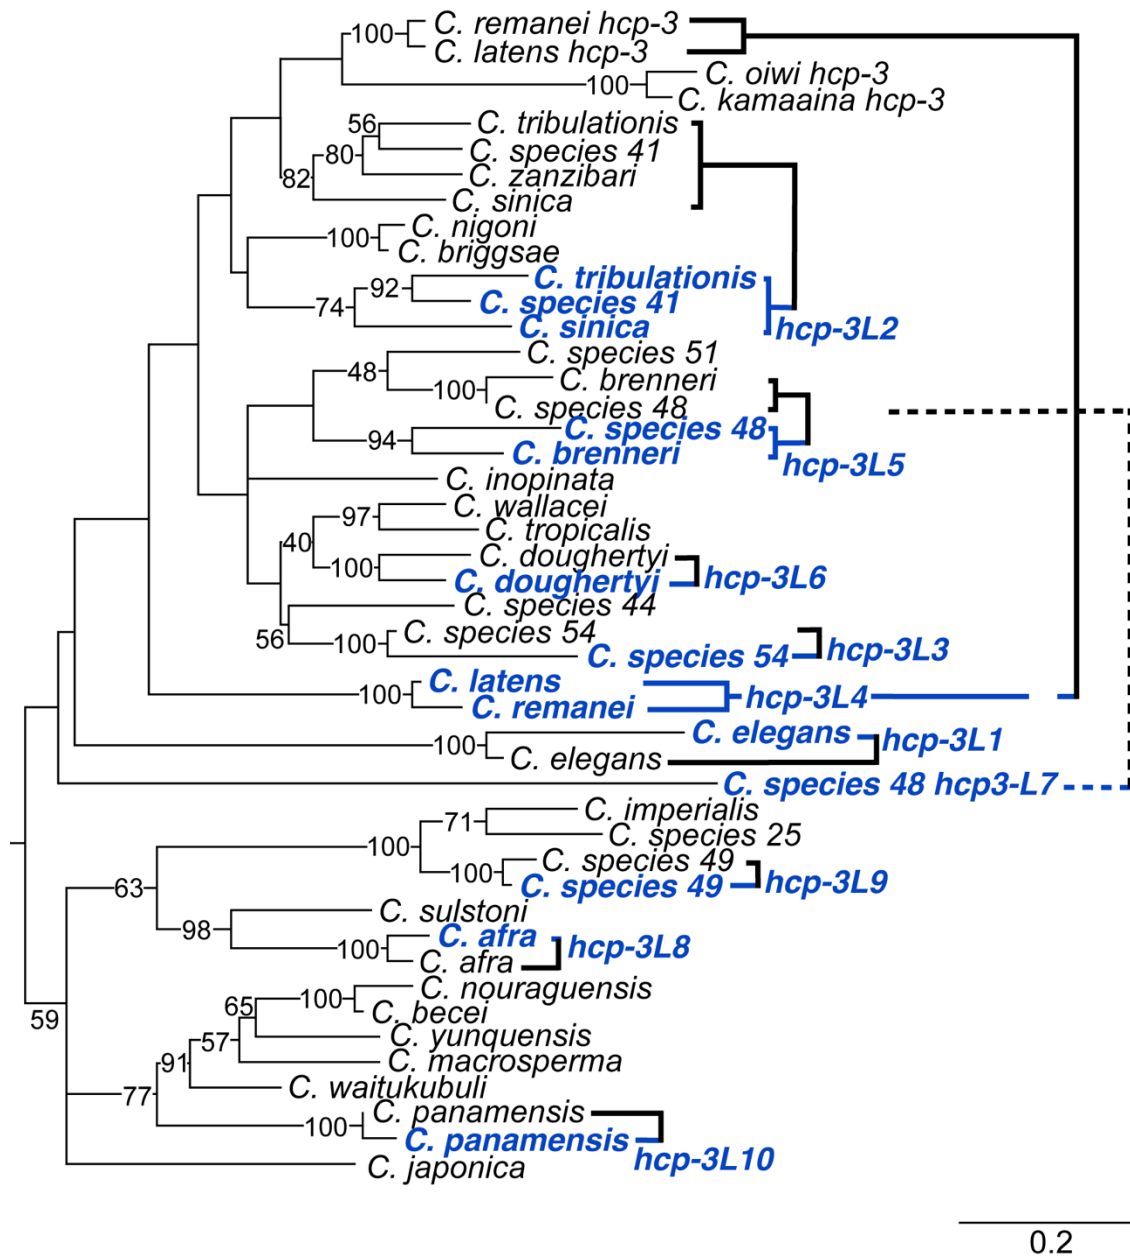 100 C. remanei hcp-3
C. latens hcp-3
C. oiwi hcp-3
100 C. kamaaina hcp-3
56 C. tribulationis
80 C. species 41
C. zanzibari
82
C. sinica
C. nigoni
100
C. briggsae
C. tribulationis
92
C. species 41
74
C. sinica
hcp-3L2
C. species 51
48
C. brenneri
100
C. species 48
C. species 48
94
C. brenneri
hcp-3L5
C. inopinata
C. wallacei
97
C. tropicalis
40
C. doughertyi
100
C. doughertyi hcp-3L6
C. species 44
56
C. species 54
100
C. species 54 hcp-3L3
C. latens
100
hcp-3L4
C. remanei
C. elegans hcp-3L1
100
C. elegans
C. species 48 hcp3-L7
C. imperialis
71
C. species 25
100
C. species 49
100
C. species 49 hcp-3L9
63
C. sulstoni
98
C. afra hcp-3L8
100
C. afra
C. nouraguensis
100
65
C. becei
59
C. yunquensis
57
C. macrosperma
91
C. waitukubuli
77
C. panamensis
100
C. panamensis
hcp-3L10
C. japonica
0.2